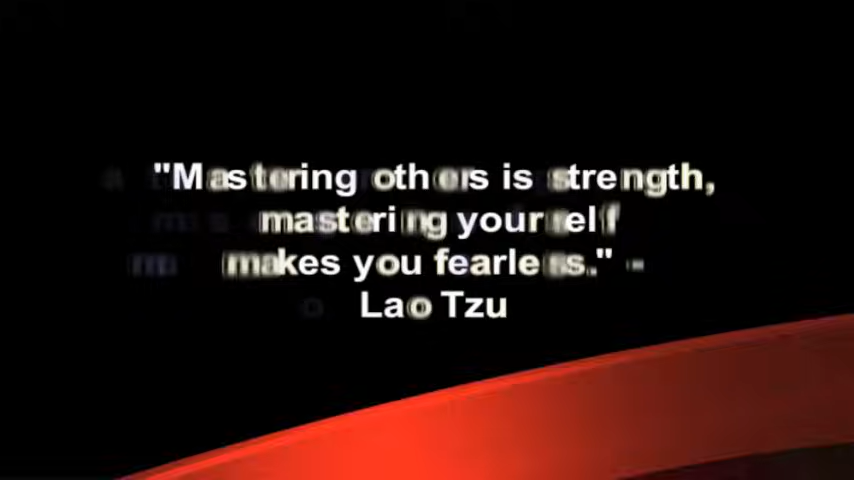 "Mastering others is strength,
mastering yourself
makes you fearless." -
Lao Tzu